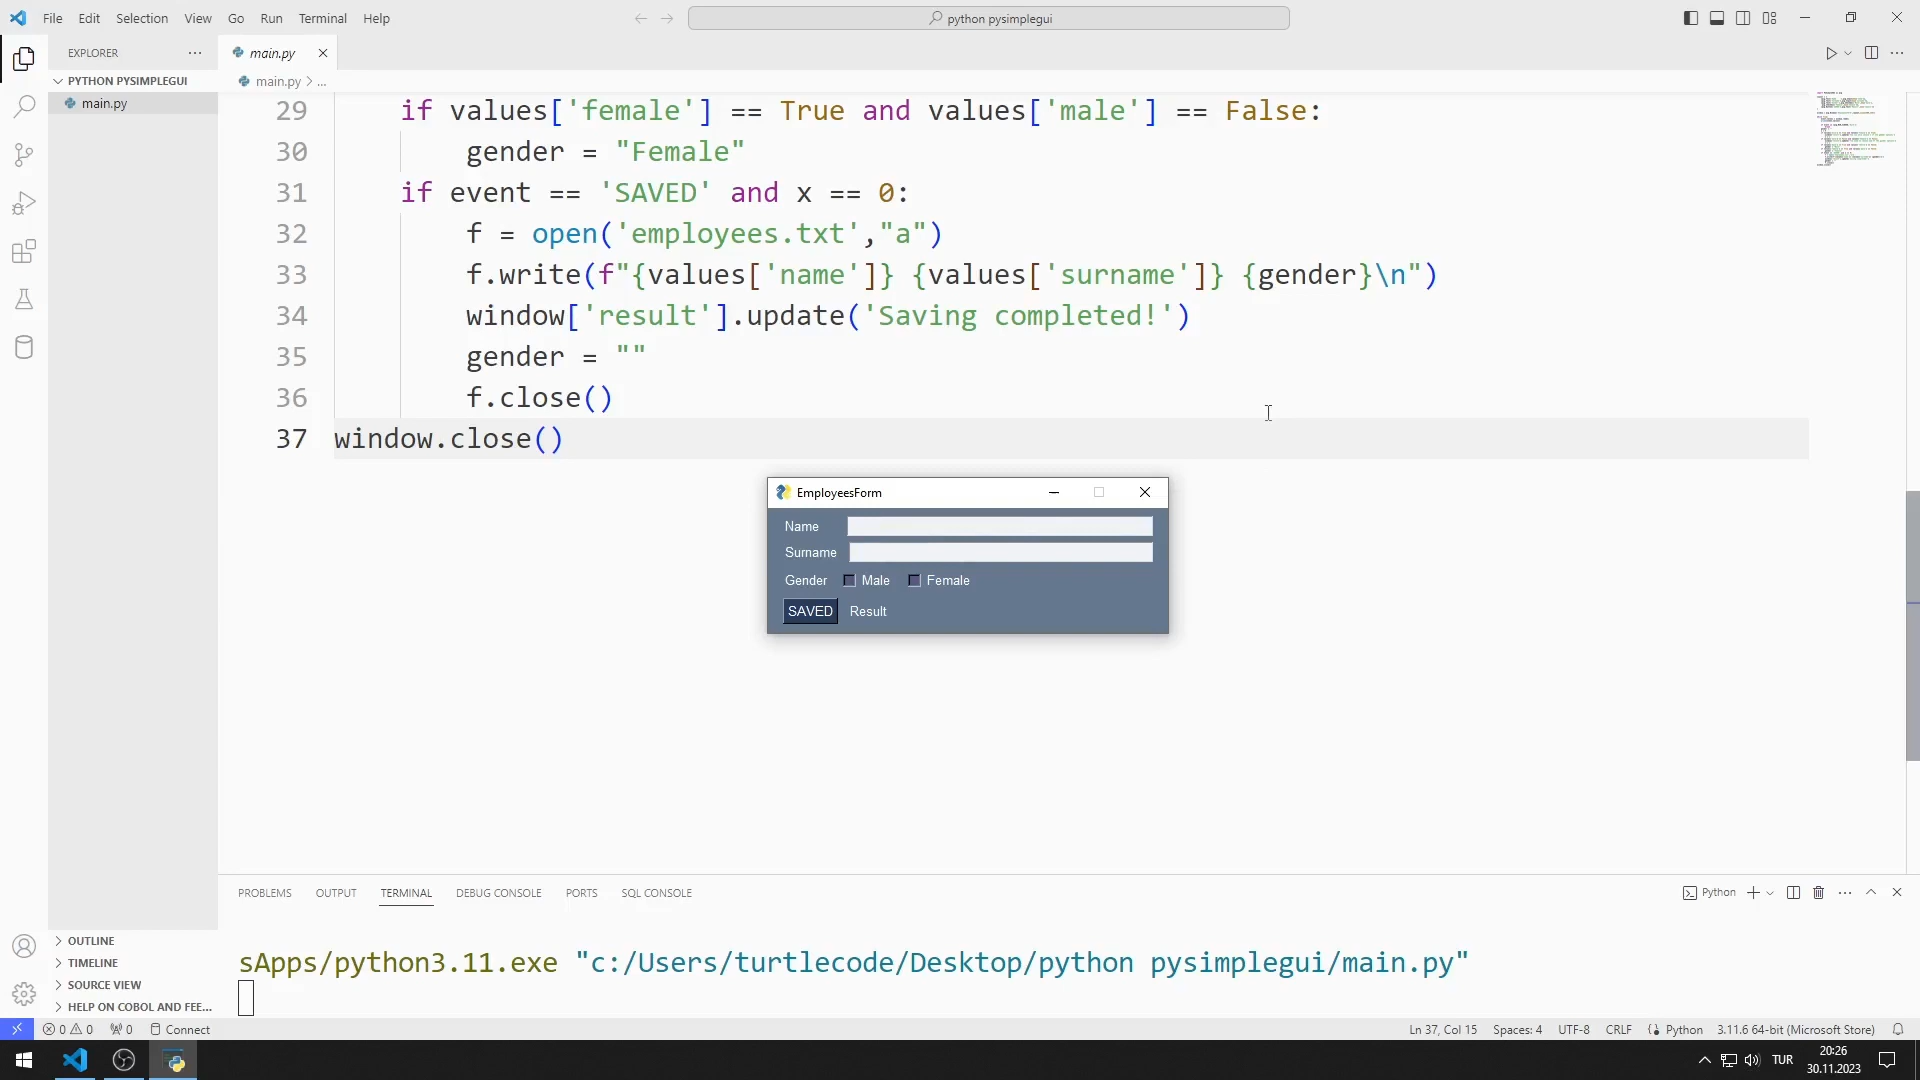 File Edit Selection View Go Run Terminal Help
python pysimplegui
EXPLORER
PYTHON PYSIMPLEGUI
main.py
main.py
main.py > ...
29 if values['female'] == True and values['male'] == False:
30 gender = "Female"
31 if event == 'SAVED' and x == 0:
32 f = open('employees.txt',"a")
33 f.write(f"{values['name']} {values['surname']} {gender}\n")
34 window['result'].update('Saving completed!')
35 gender = ""
36 f.close()
37 window.close()
EmployeesForm
Name
Surname
Gender Male Female
SAVED Result
PROBLEMS OUTPUT TERMINAL DEBUG CONSOLE PORTS SQL CONSOLE
Python
sApps/python3.11.exe "c:/Users/turtlecode/Desktop/python pysimplegui/main.py"
OUTLINE
TIMELINE
SOURCE VIEW
HELP ON COBOL AND FEE...
0 0 0 Connect
Ln 37, Col 15 Spaces: 4 UTF-8 CRLF Python 3.11.6 64-bit (Microsoft Store)
TUR
20:26
30.11.2023